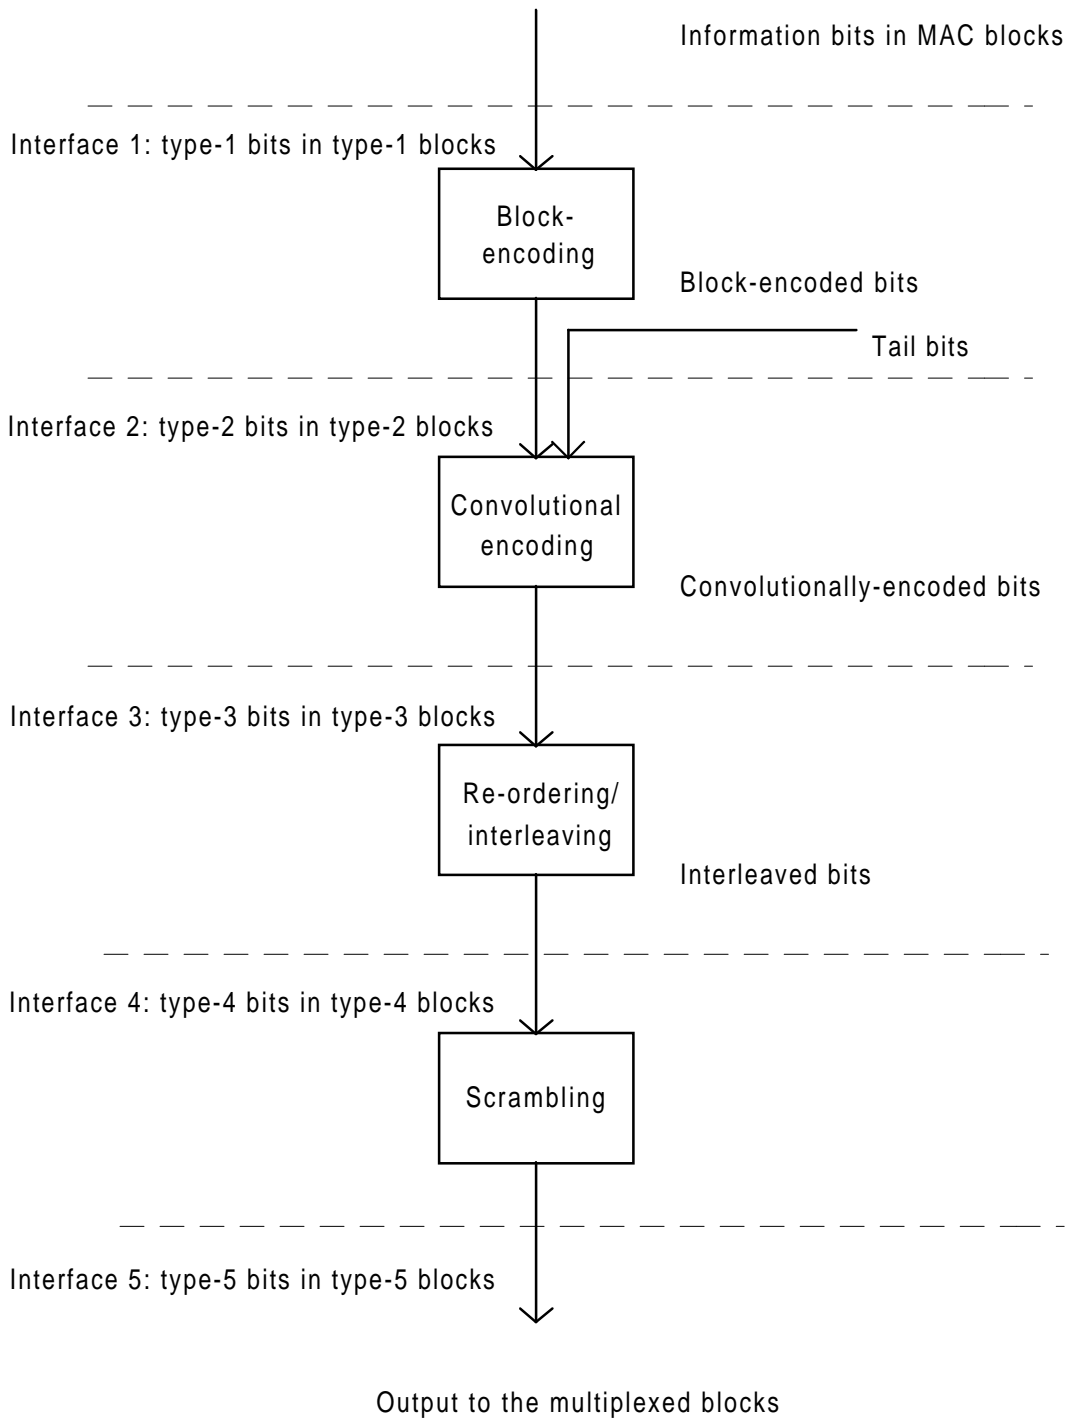 Information bits in MAC blocks
Interface 1: type-1 bits in type-1 blocks
Block-
encoding
Block-encoded bits
Tail bits
Interface 2: type-2 bits in type-2 blocks
Convolutional
encoding
Convolutionally-encoded bits
Interface 3: type-3 bits in type-3 blocks
Re-ordering/
interleaving
Interleaved bits
Interface 4: type-4 bits in type-4 blocks
Scrambling
Interface 5: type-5 bits in type-5 blocks
Output to the multiplexed blocks